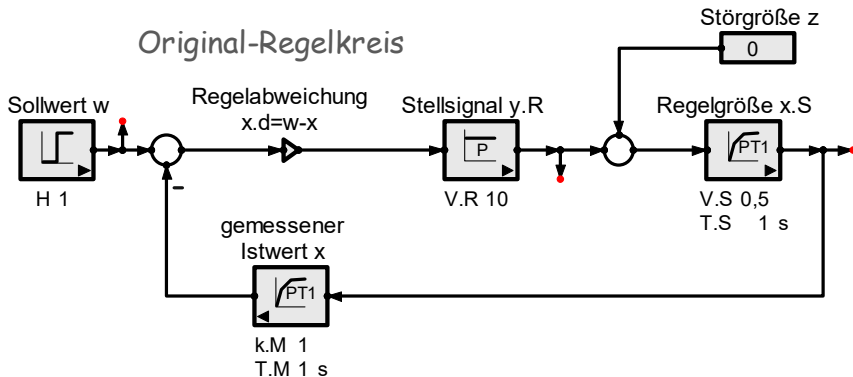 Störgröße z
Original-Regelkreis
0
Sollwert w
Regelabweichung
x.d=w-x
Stellsignal y.R
Regelgröße x.S
P
PT1
H 1
V.R 10
V.S 0,5
T.S 1 s
gemessener
Istwert x
PT1
k.M 1
T.M 1 s